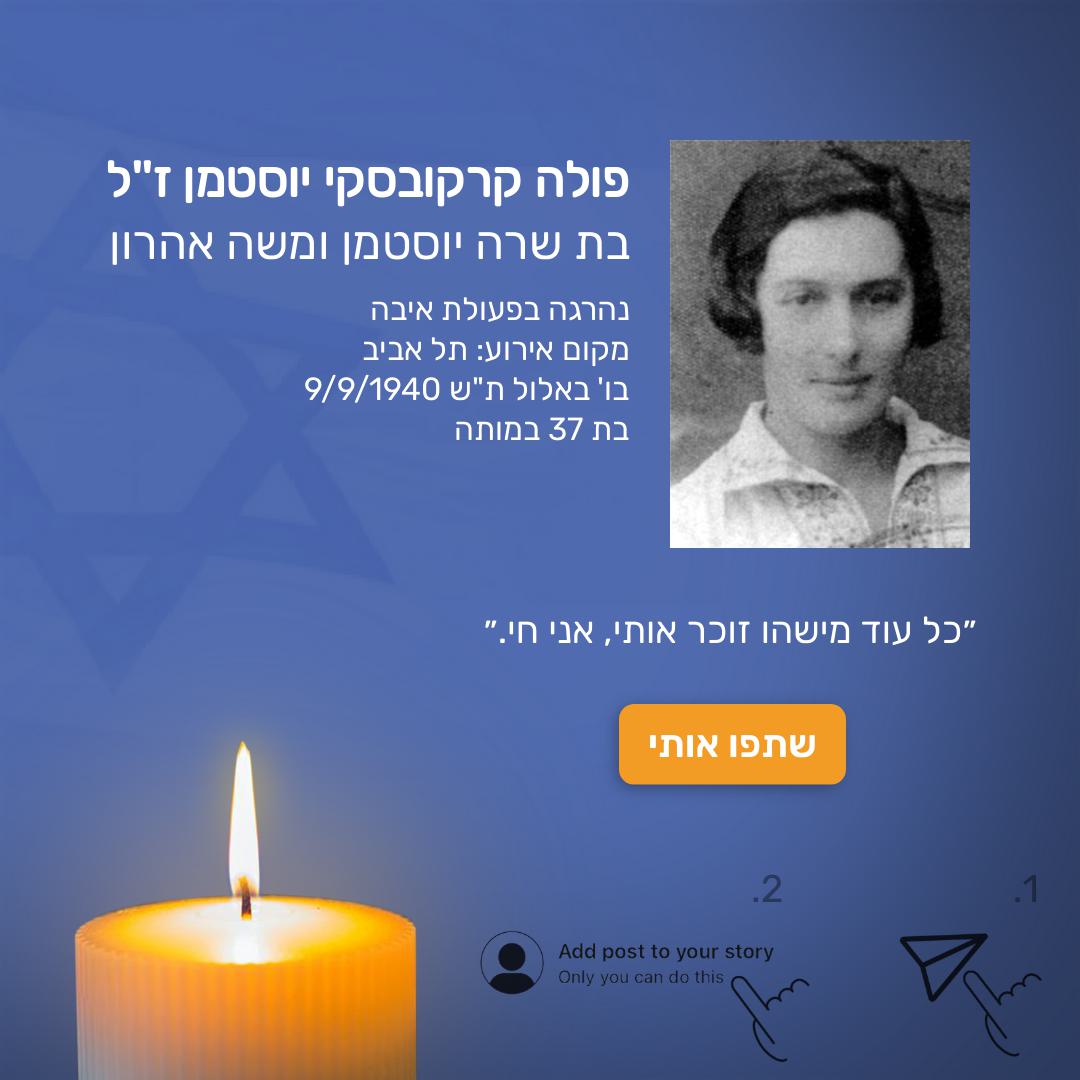 פולה קרקובסקי יוסטמן ז"ל
בת שרה יוסטמן ומשה אהרון
נהרגה בפעולת איבה
מקום אירוע: תל אביב
בו' באלול ת"ש 9/9/1940
בת 37 במותה
״כל עוד מישהו זוכר אותי, אני חי.״
שתפו אותי
1.
2.
Add post to your story
Only you can do this